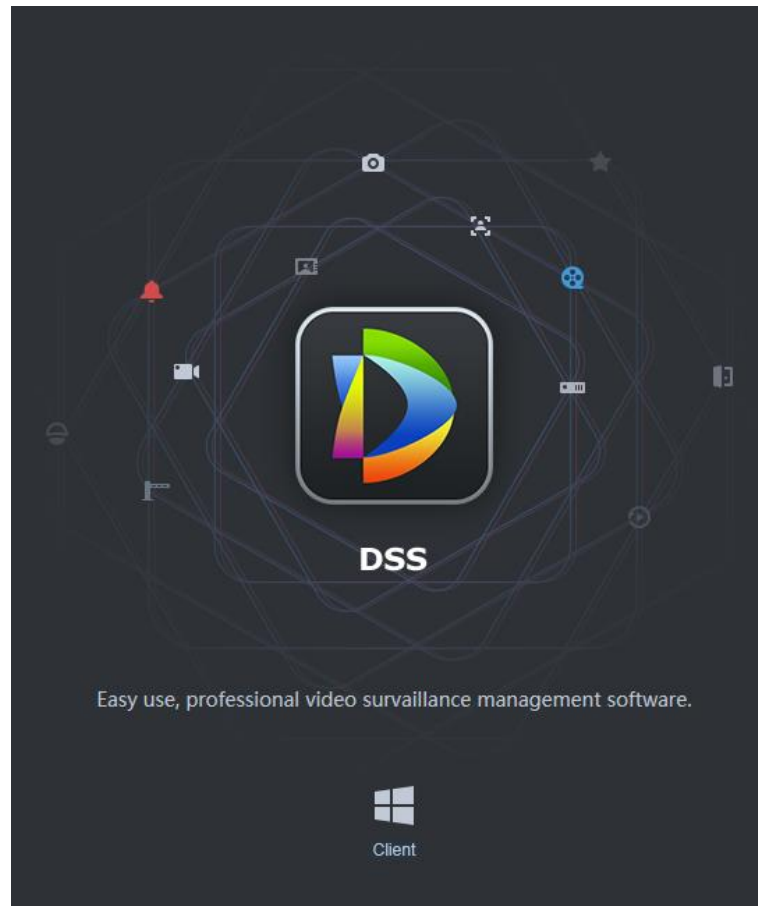 DSS
Easy use, professional video survaillance management software.
Client